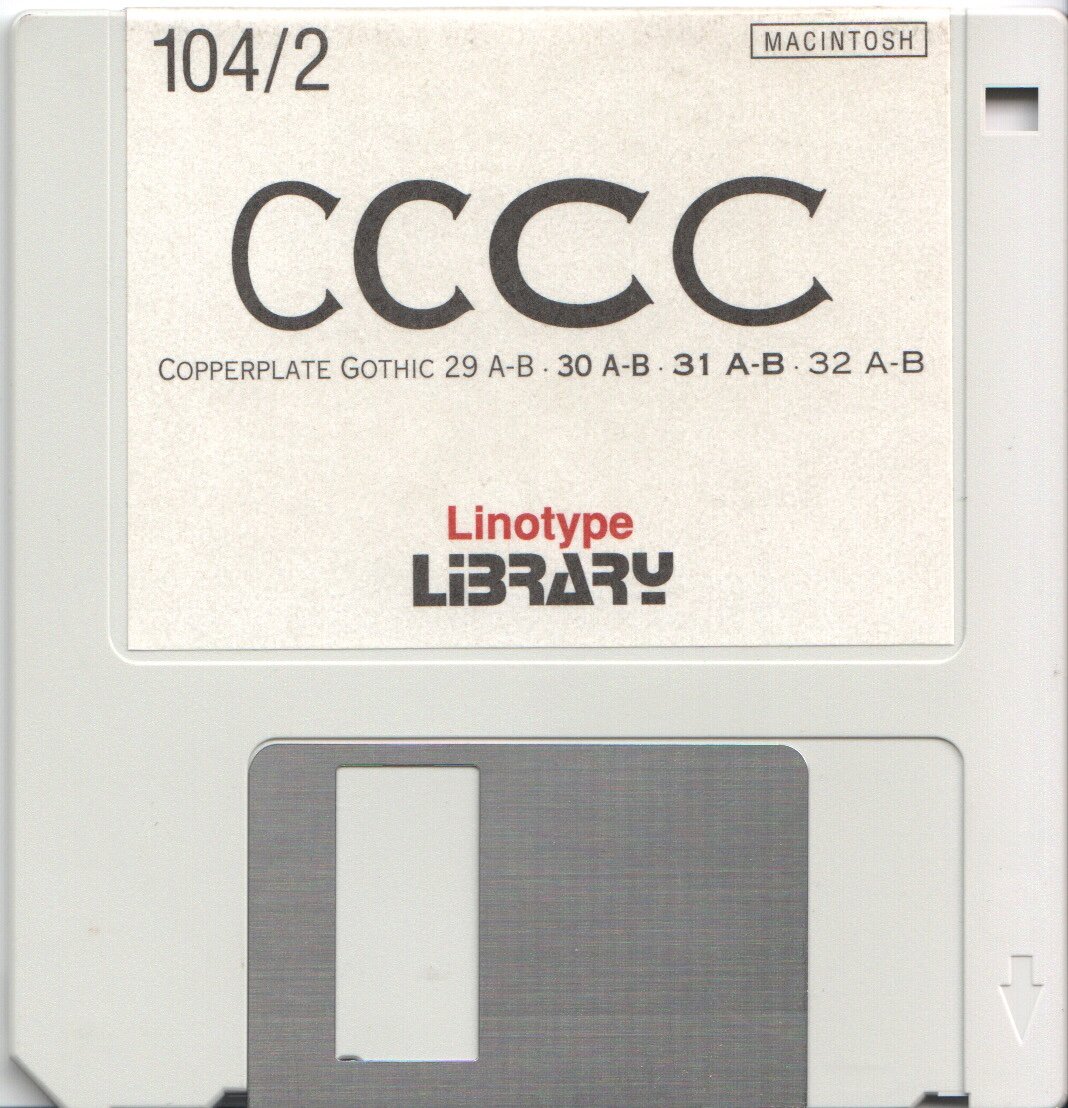 104/2
MACINTOSH
CCCC
COPPERPLATE GOTHIC 29 A-B · 30 A-B · 31 A-B · 32 A-B
Linotype
LiBRARY